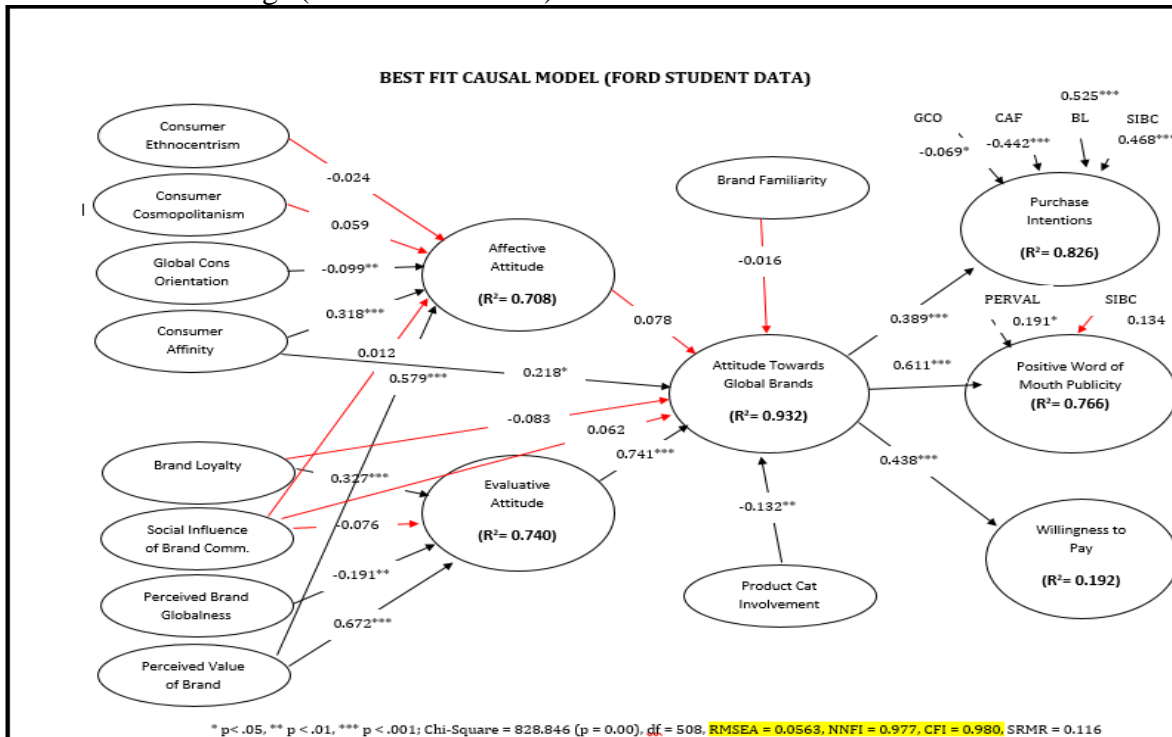 BEST FIT CAUSAL MODEL (FORD STUDENT DATA)
0.525***
GCO CAF BL SIBC
-0.069* -0.442*** 0.468***
Consumer
Ethnocentrism
-0.024
Consumer
Cosmopolitanism
0.059
Global Cons
Orientation
-0.099**
Consumer
Affinity
0.318***
Affective
Attitude
(R²= 0.708)
Brand Familiarity
-0.016
Purchase
Intentions
(R²= 0.826)
0.078
0.012
0.579***
0.218*
0.389***
PERVAL SIBC
0.191* 0.134
Attitude Towards
Global Brands
(R²= 0.932)
0.611***
Positive Word of
Mouth Publicity
(R²= 0.766)
-0.083
0.062
0.741***
0.438***
Brand Loyalty
0.327***
Social Influence
of Brand Comm.
-0.076
Evaluative
Attitude
(R²= 0.740)
-0.132**
Perceived Brand
Globalness
-0.191**
Product Cat
Involvement
Willingness to
Pay
(R²= 0.192)
0.672***
Perceived Value
of Brand
* p< .05, ** p < .01, *** p < .001; Chi-Square = 828.846 (p = 0.00), df = 508, RMSEA = 0.0563, NNFI = 0.977, CFI = 0.980, SRMR = 0.116